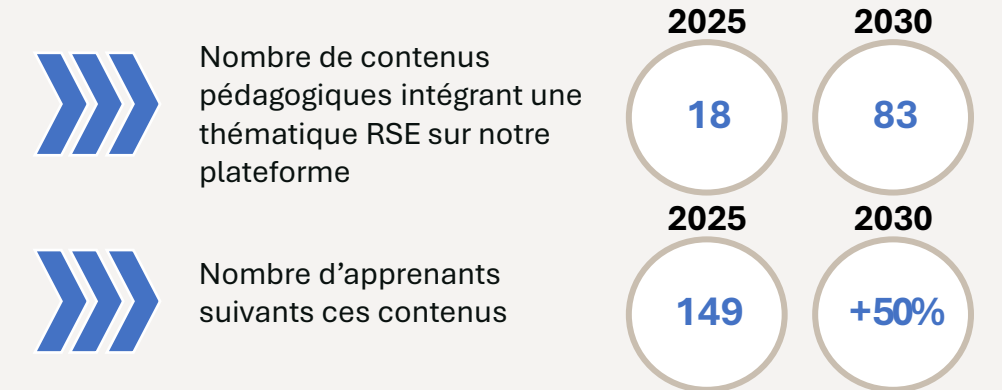 2025 2030
Nombre de contenus
pédagogiques intégrant une
thématique RSE sur notre
plateforme
18 83
2025 2030
Nombre d’apprenants
suivants ces contenus
149 +50%